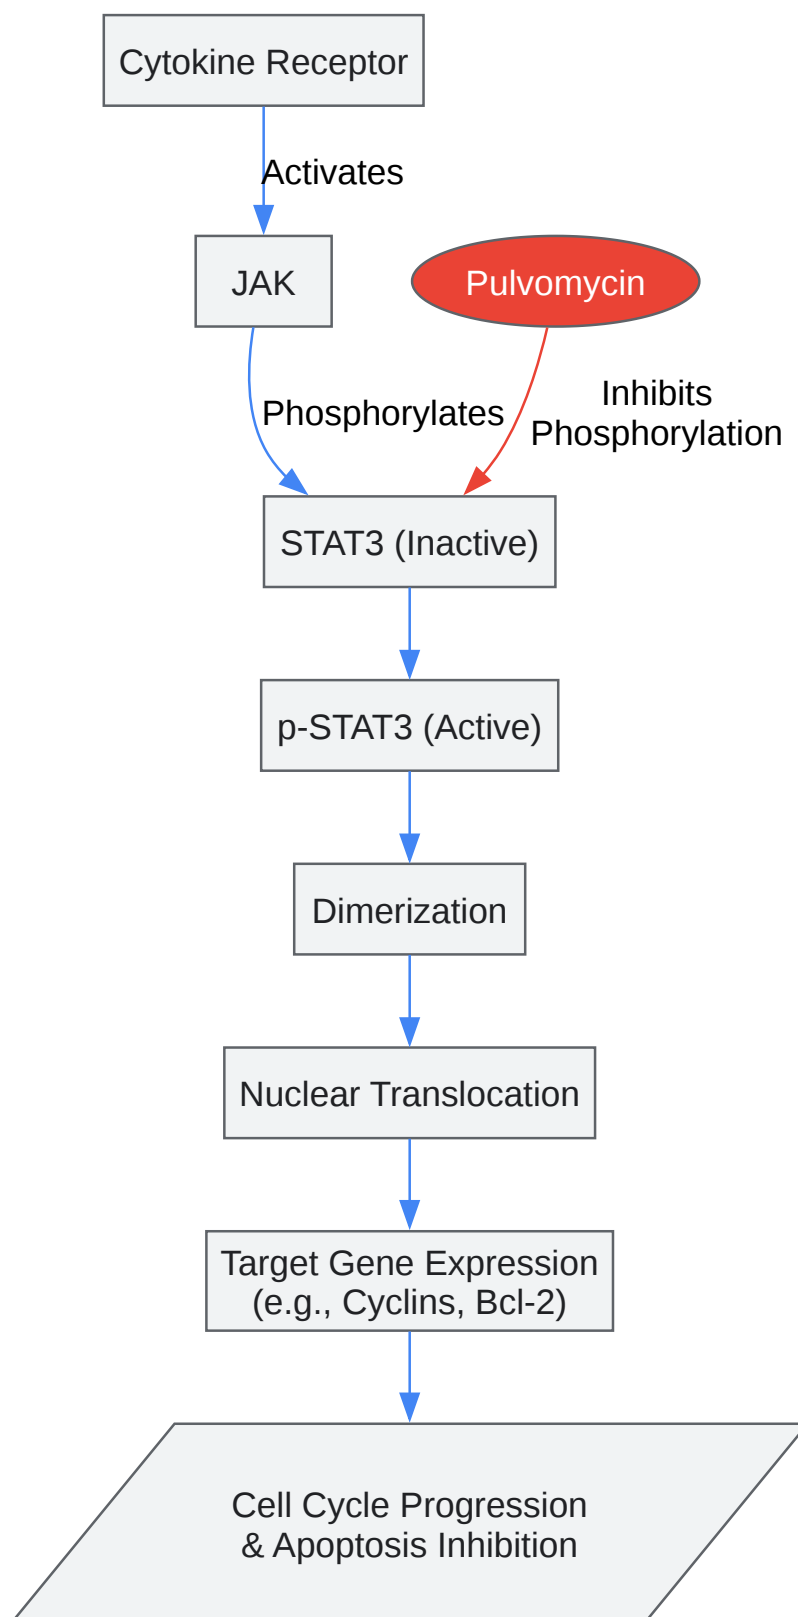 Cytokine Receptor
Activates
JAK
Pulvomycin
Phosphorylates
Inhibits
Phosphorylation
STAT3 (Inactive)
p-STAT3 (Active)
Dimerization
Nuclear Translocation
Target Gene Expression
(e.g., Cyclins, Bcl-2)
Cell Cycle Progression
& Apoptosis Inhibition